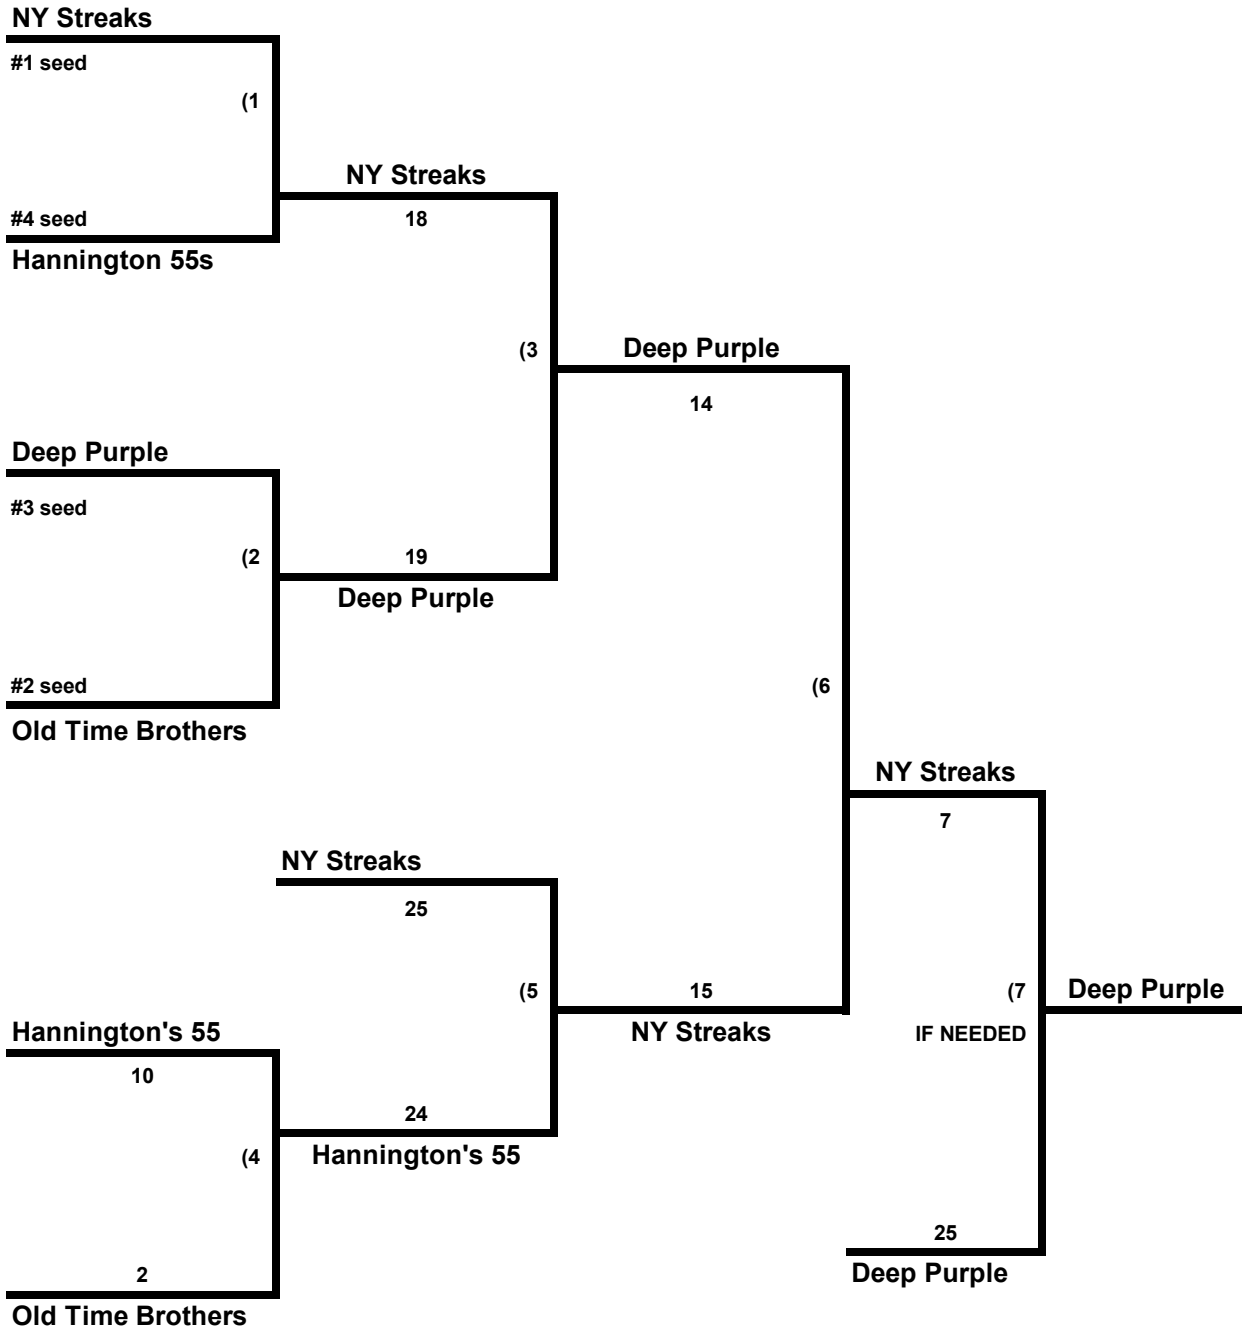 NY Streaks
#1 seed
(1
NY Streaks
#4 seed
18
Hannington 55s
(3
Deep Purple
14
Deep Purple
#3 seed
(2
19
Deep Purple
#2 seed
(6
Old Time Brothers
NY Streaks
7
NY Streaks
25
(5
15
(7
Deep Purple
Hannington's 55
NY Streaks
IF NEEDED
10
24
(4
Hannington's 55
25
2
Deep Purple
Old Time Brothers